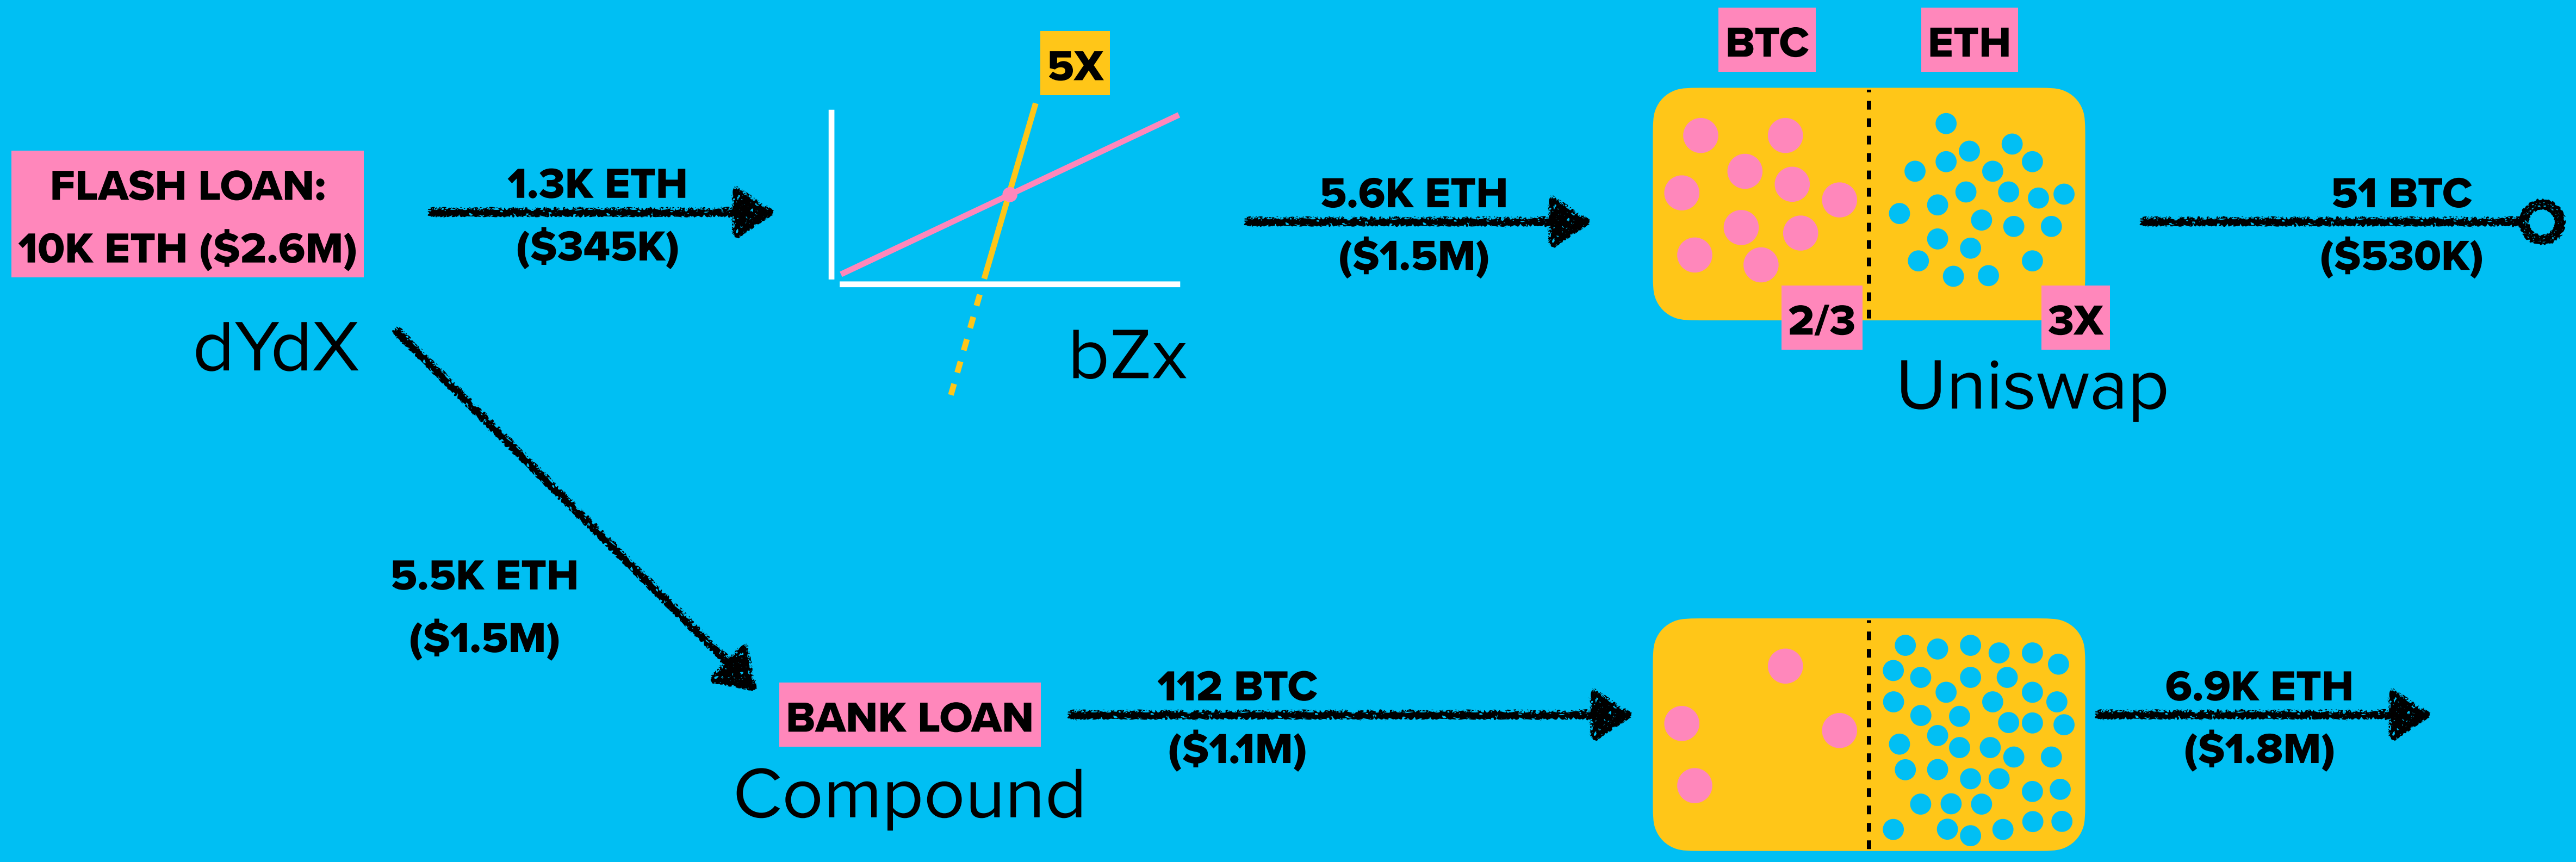 FLASH LOAN:
10K ETH ($2.6M)
dYdX
1.3K ETH
($345K)
5X
bZx
5.6K ETH
($1.5M)
BTC
ETH
2/3
3X
Uniswap
51 BTC
($530K)
5.5K ETH
($1.5M)
BANK LOAN
Compound
112 BTC
($1.1M)
6.9K ETH
($1.8M)